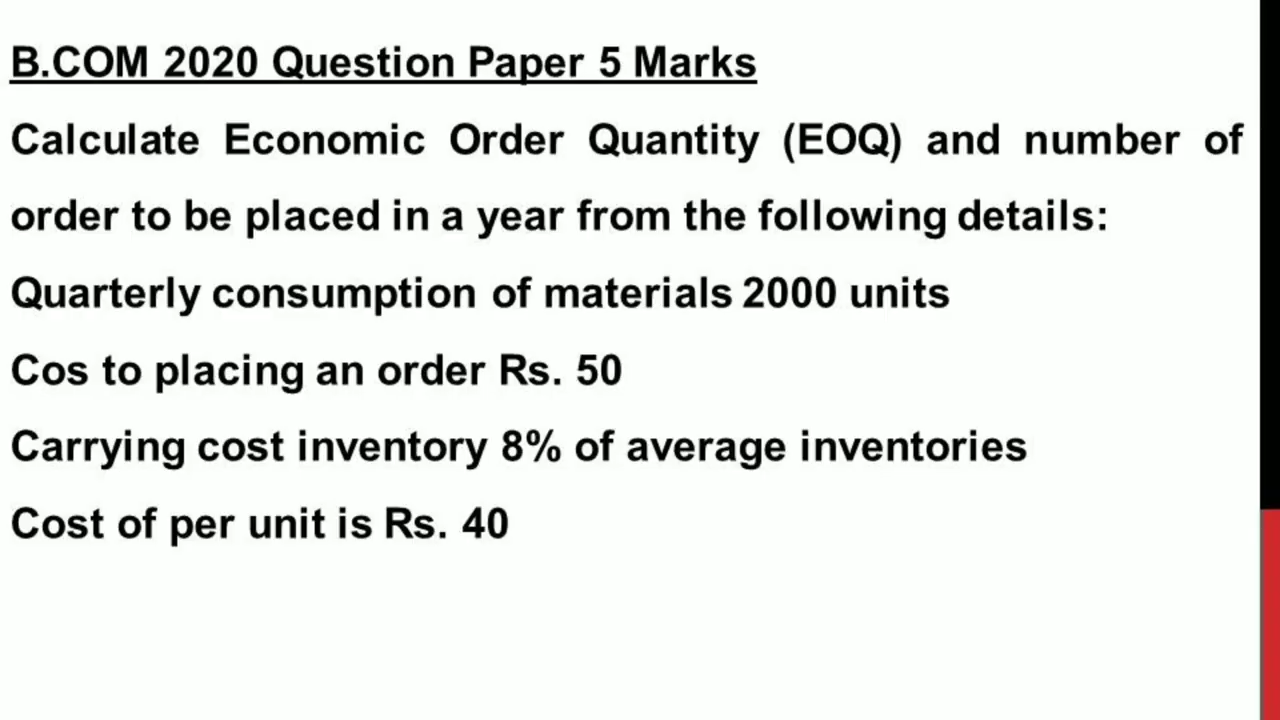 B.COM 2020 Question Paper 5 Marks
Calculate Economic Order Quantity (EOQ) and number of
order to be placed in a year from the following details:
Quarterly consumption of materials 2000 units
Cos to placing an order Rs. 50
Carrying cost inventory 8% of average inventories
Cost of per unit is Rs. 40